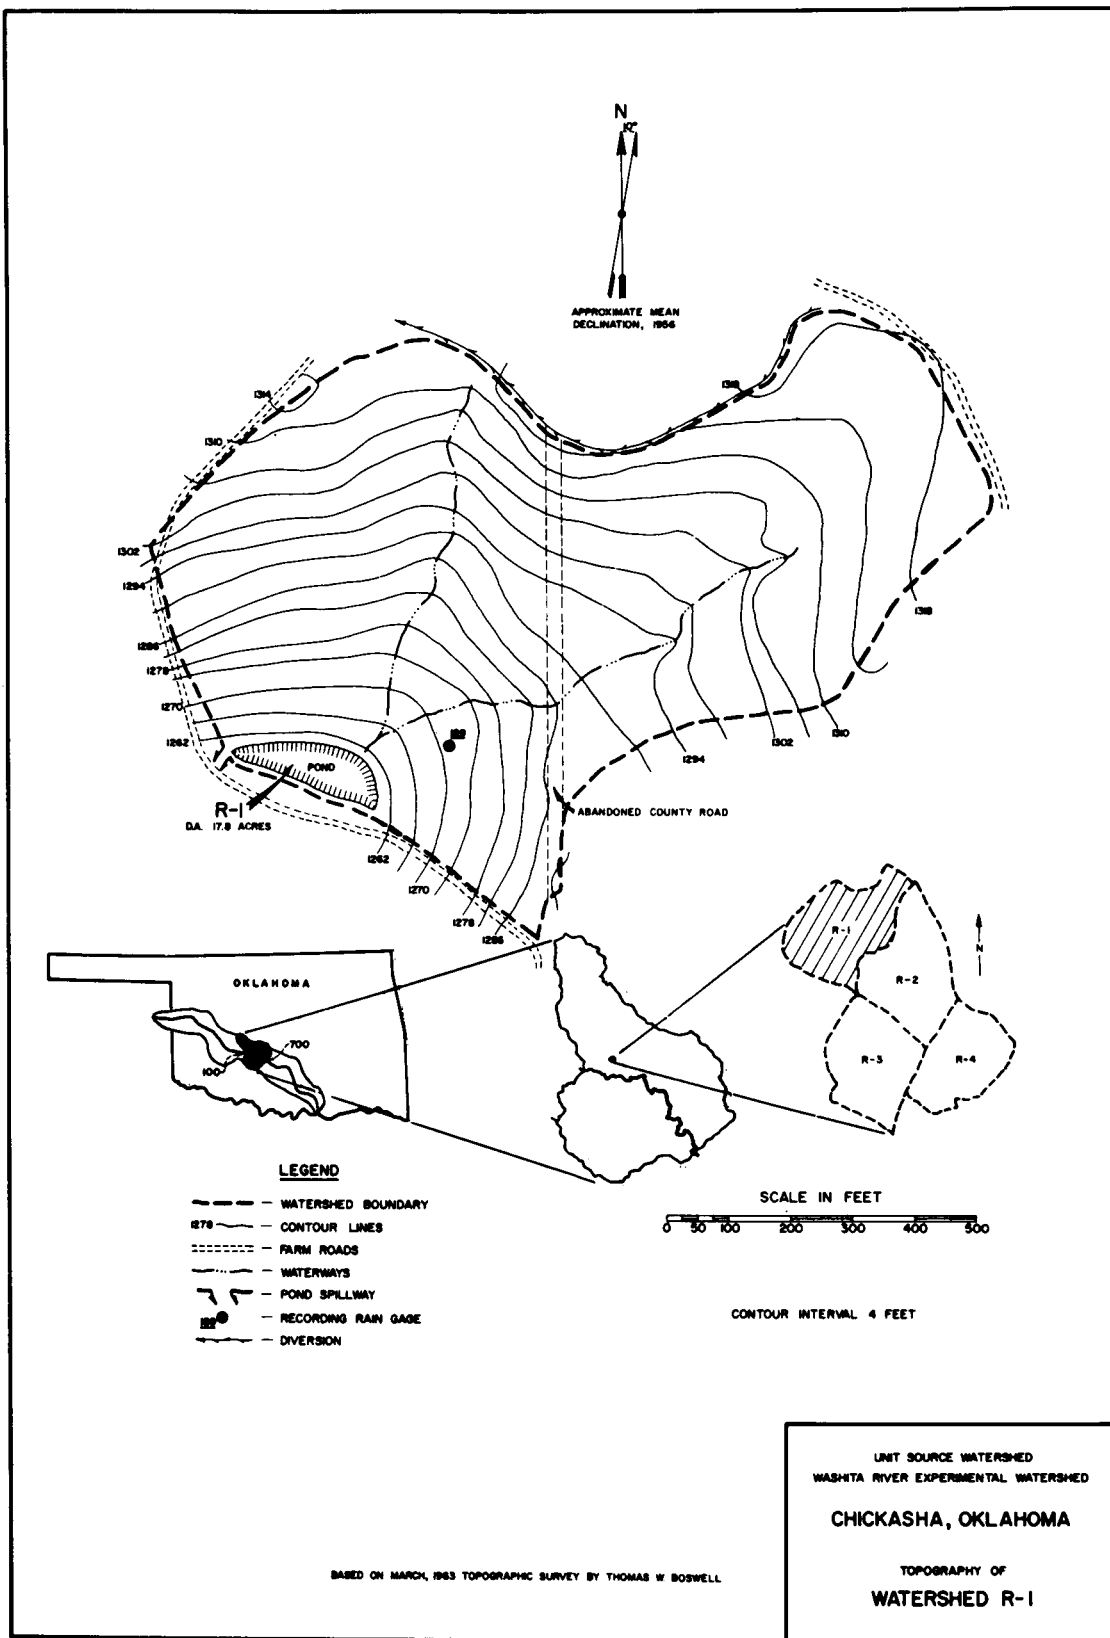 N
10°
APPROXIMATE MEAN
DECLINATION, 1956
1314
1310
1318
1302
1294
1286
1278
1270
1262
1318
1310
1302
1294
POND
R-1
D.A. 17.8 ACRES
ABANDONED COUNTY ROAD
1262
1270
1278
1286
OKLAHOMA
700
100
R-1
R-2
R-3
R-4
N
LEGEND
— WATERSHED BOUNDARY
1278 — CONTOUR LINES
— FARM ROADS
— WATERWAYS
— POND SPILLWAY
— RECORDING RAIN GAGE
— DIVERSION
SCALE IN FEET
0 50 100 200 300 400 500
CONTOUR INTERVAL 4 FEET
UNIT SOURCE WATERSHED
WASHITA RIVER EXPERIMENTAL WATERSHED
CHICKASHA, OKLAHOMA
TOPOGRAPHY OF
WATERSHED R-1
BASED ON MARCH, 1963 TOPOGRAPHIC SURVEY BY THOMAS W BOSWELL